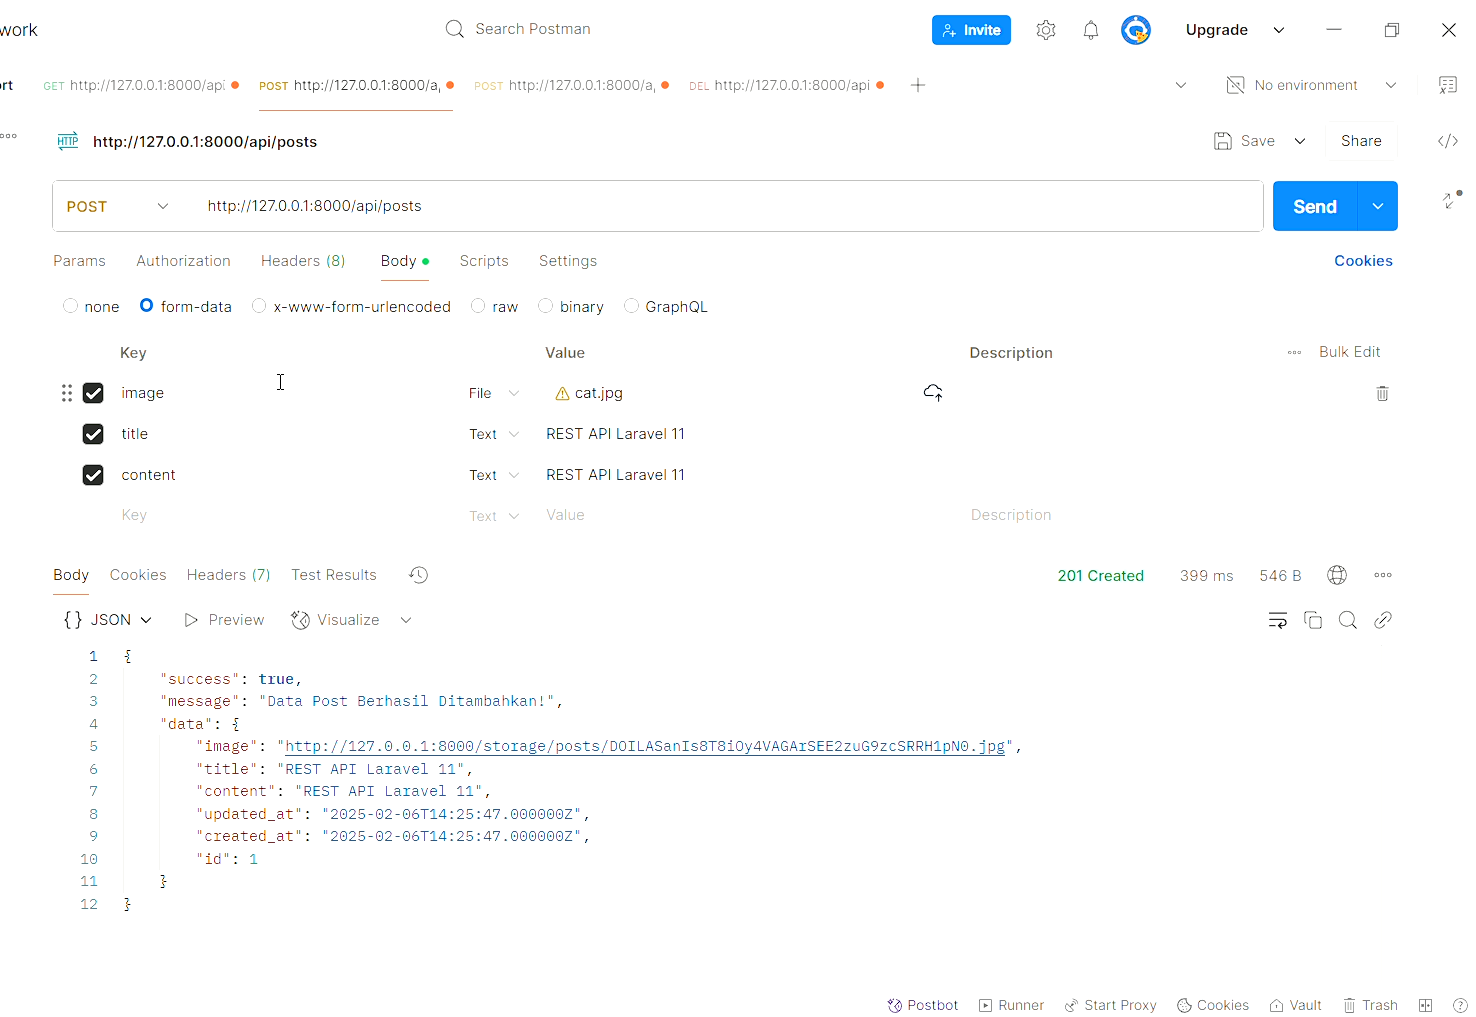 work
Search Postman
Invite
Upgrade
ort
GET http://127.0.0.1:8000/api
POST http://127.0.0.1:8000/a,
POST http://127.0.0.1:8000/a,
DEL http://127.0.0.1:8000/api
No environment
HTTP http://127.0.0.1:8000/api/posts
Save
Share
POST http://127.0.0.1:8000/api/posts
Send
Params Authorization Headers (8) Body Scripts Settings Cookies
none form-data x-www-form-urlencoded raw binary GraphQL
Key Value Description Bulk Edit
image File cat.jpg
title Text REST API Laravel 11
content Text REST API Laravel 11
Key Text Value Description
Body Cookies Headers (7) Test Results 201 Created 399 ms 546 B
{} JSON Preview Visualize
1 {
2 "success": true,
3 "message": "Data Post Berhasil Ditambahkan!",
4 "data": {
5 "image": "http://127.0.0.1:8000/storage/posts/DOILASanIs8T8iOy4VAGArSEE2zuG9zcSRRH1pN0.jpg",
6 "title": "REST API Laravel 11",
7 "content": "REST API Laravel 11",
8 "updated_at": "2025-02-06T14:25:47.000000Z",
9 "created_at": "2025-02-06T14:25:47.000000Z",
10 "id": 1
11 }
12 }
Postbot Runner Start Proxy Cookies Vault Trash